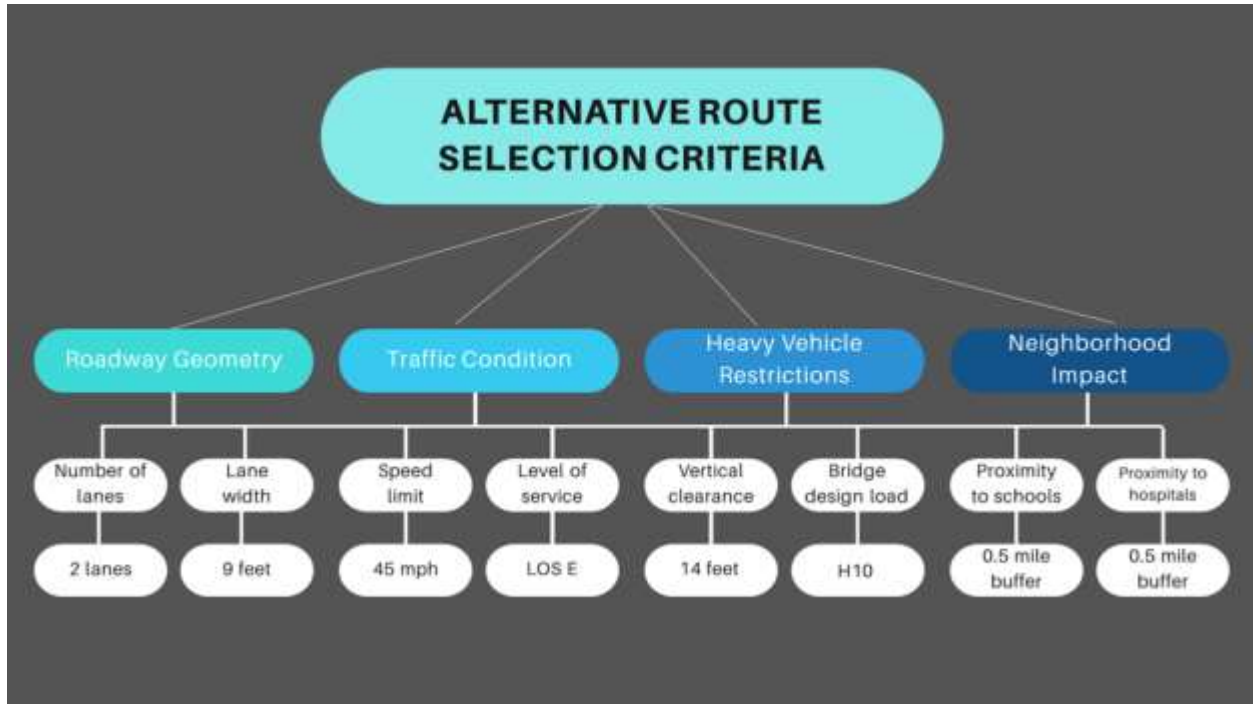 ALTERNATIVE ROUTE
SELECTION CRITERIA
Roadway Geometry
Traffic Condition
Heavy Vehicle
Restrictions
Neighborhood
Impact
Number of
lanes
Lane
width
Speed
limit
Level of
service
Vertical
clearance
Bridge
design load
Proximity
to schools
Proximity to
hospitals
2 lanes
9 feet
45 mph
LOS E
14 feet
H10
0.5 mile
buffer
0.5 mile
buffer